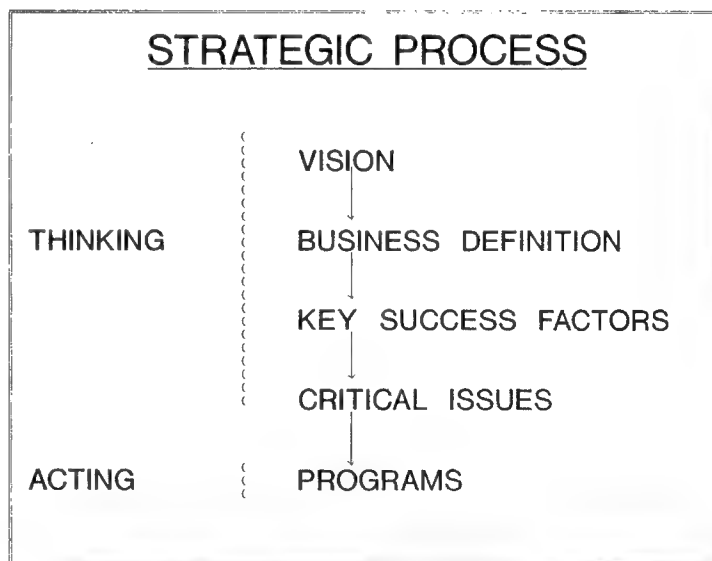 STRATEGIC PROCESS
VISION
THINKING BUSINESS DEFINITION
KEY SUCCESS FACTORS
CRITICAL ISSUES
ACTING PROGRAMS